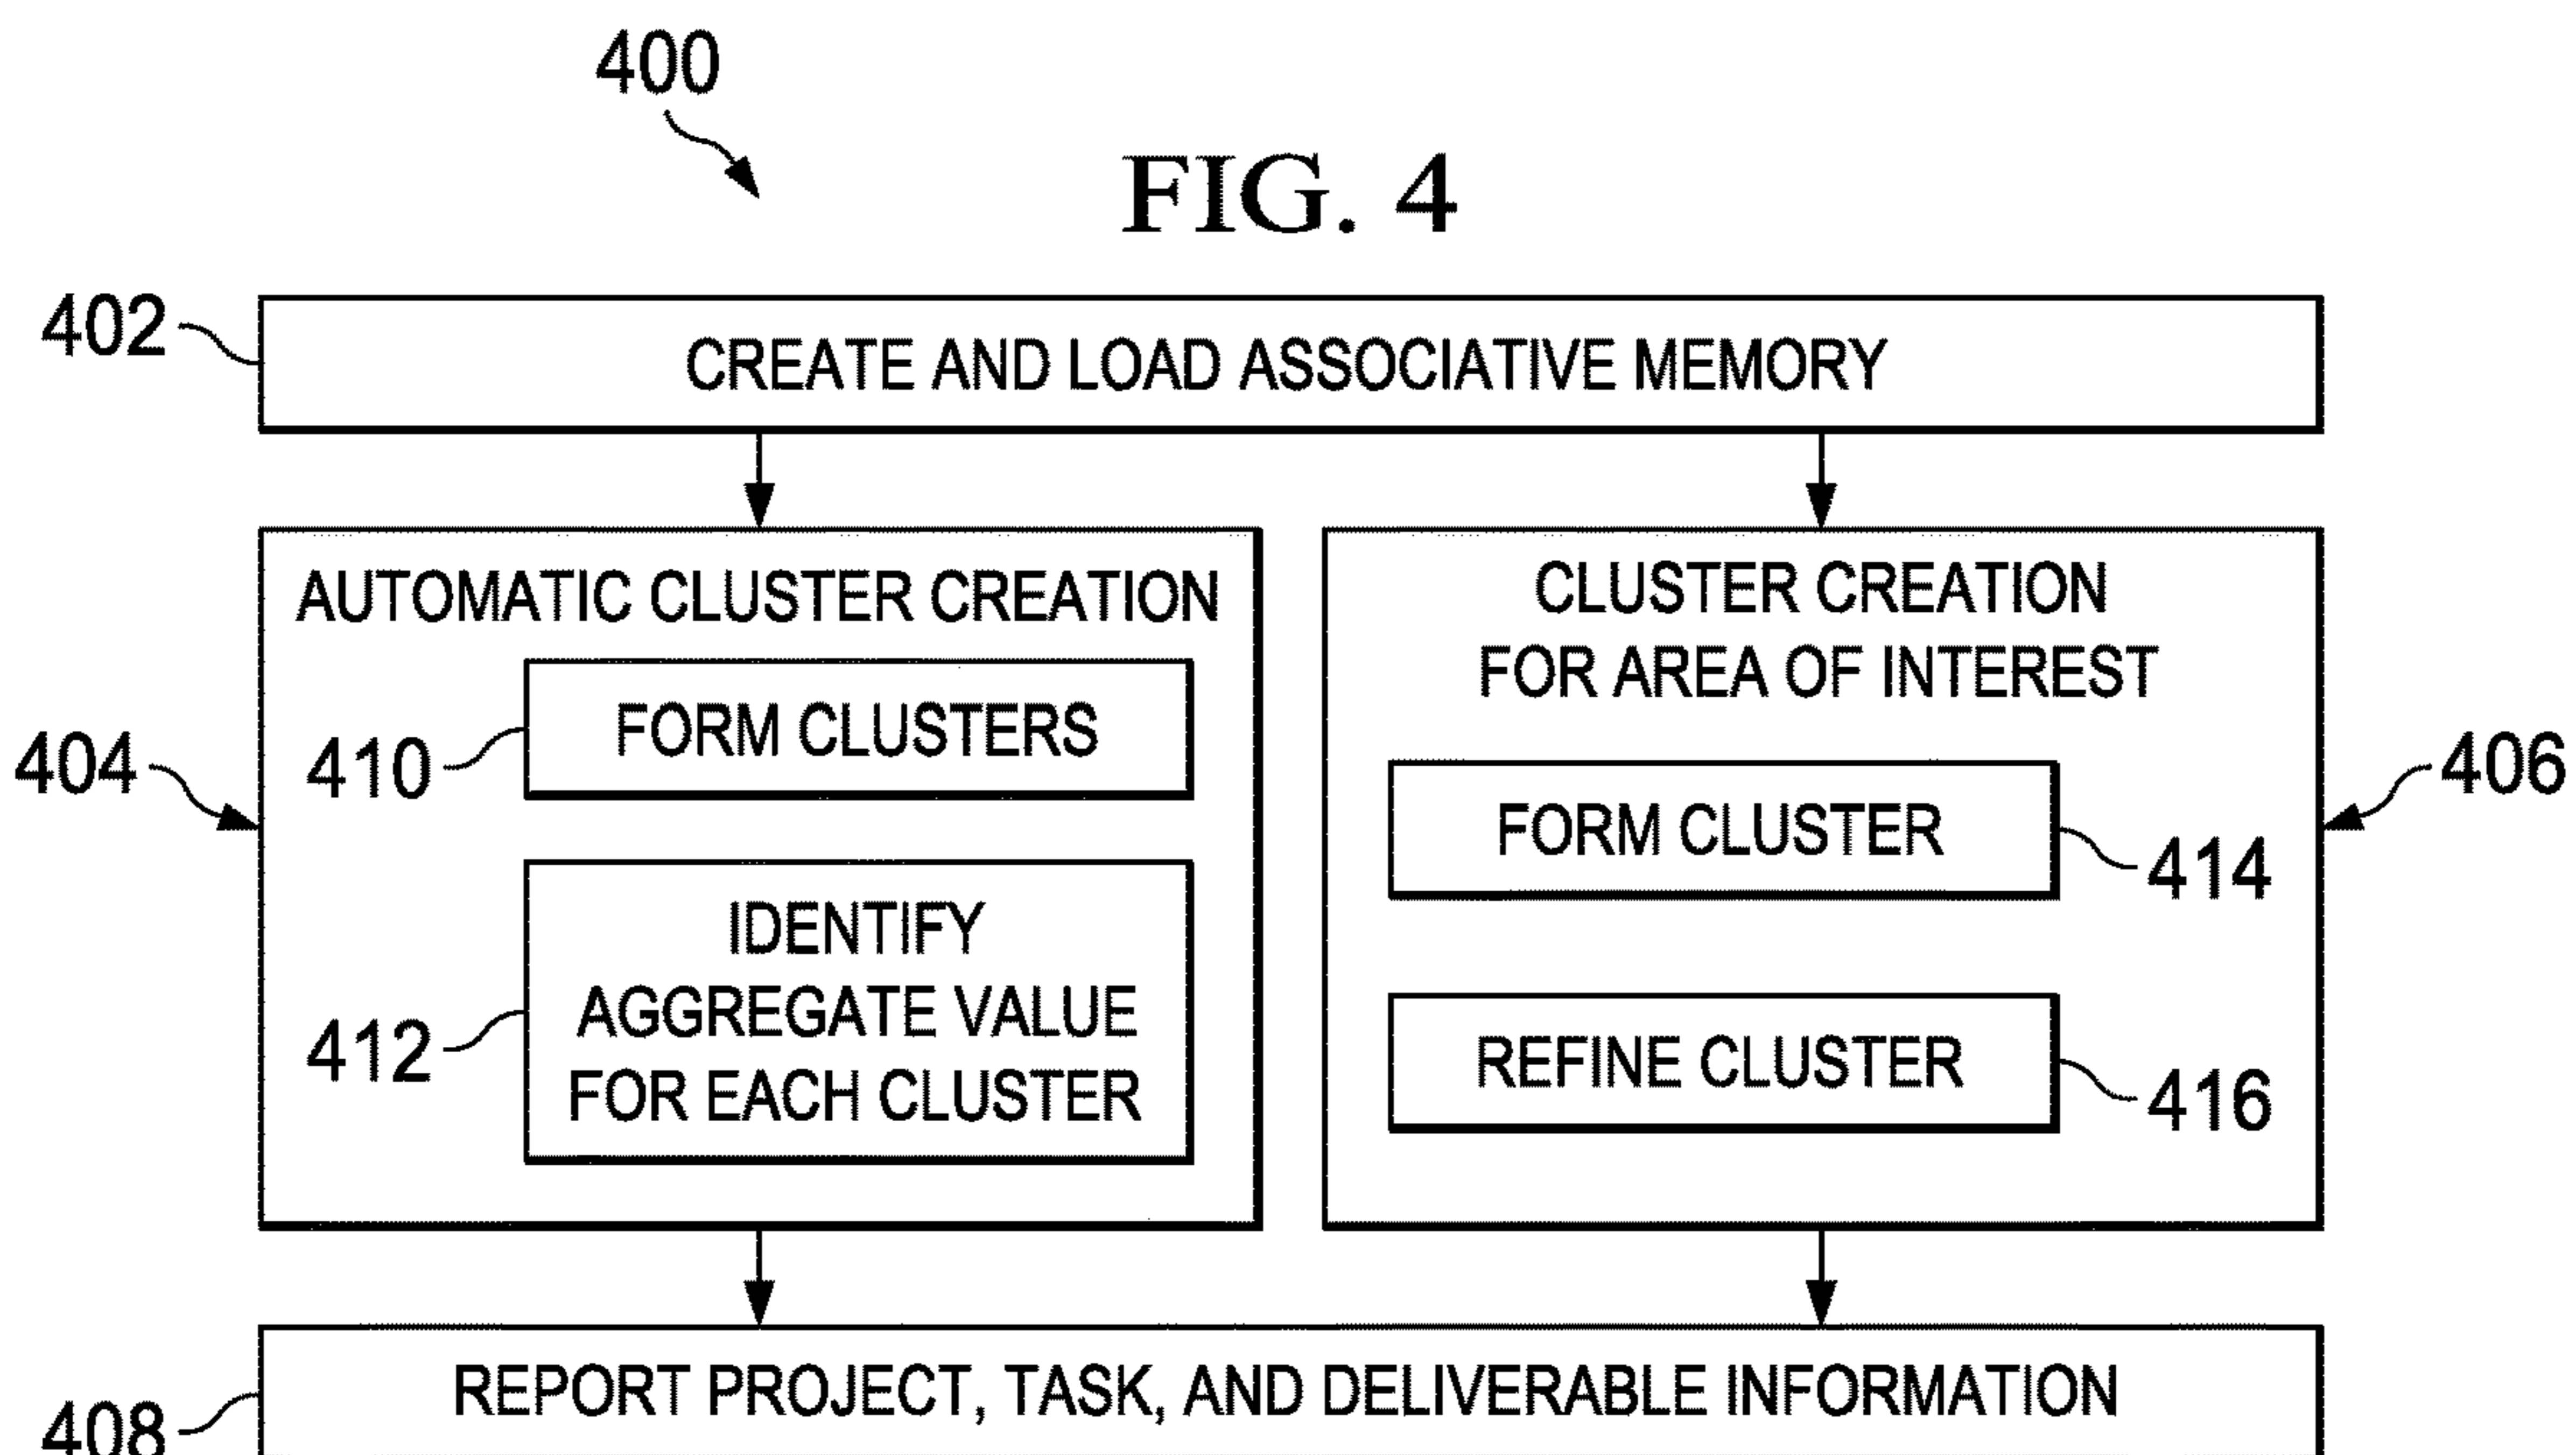 400
FIG. 4
402
CREATE AND LOAD ASSOCIATIVE MEMORY
404
AUTOMATIC CLUSTER CREATION
410
FORM CLUSTERS
412
IDENTIFY
AGGREGATE VALUE
FOR EACH CLUSTER
CLUSTER CREATION
FOR AREA OF INTEREST
406
FORM CLUSTER
414
REFINE CLUSTER
416
408
REPORT PROJECT, TASK, AND DELIVERABLE INFORMATION